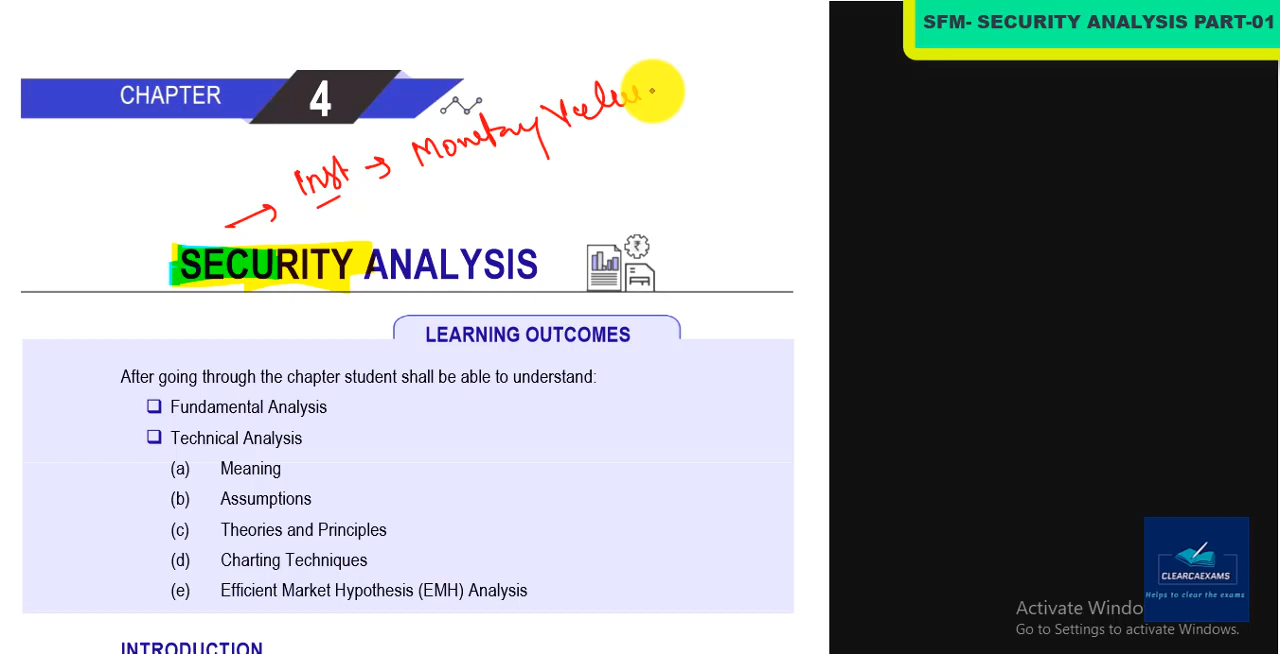 SFM- SECURITY ANALYSIS PART-01
CHAPTER 4
→ Inst → Monetary Value
SECURITY ANALYSIS
LEARNING OUTCOMES
After going through the chapter student shall be able to understand:
❑ Fundamental Analysis
❑ Technical Analysis
(a) Meaning
(b) Assumptions
(c) Theories and Principles
(d) Charting Techniques
(e) Efficient Market Hypothesis (EMH) Analysis
INTRODUCTION
CLEARCAEXAMS
Helps to clear the exams
Activate Windo
Go to Settings to activate Windows.